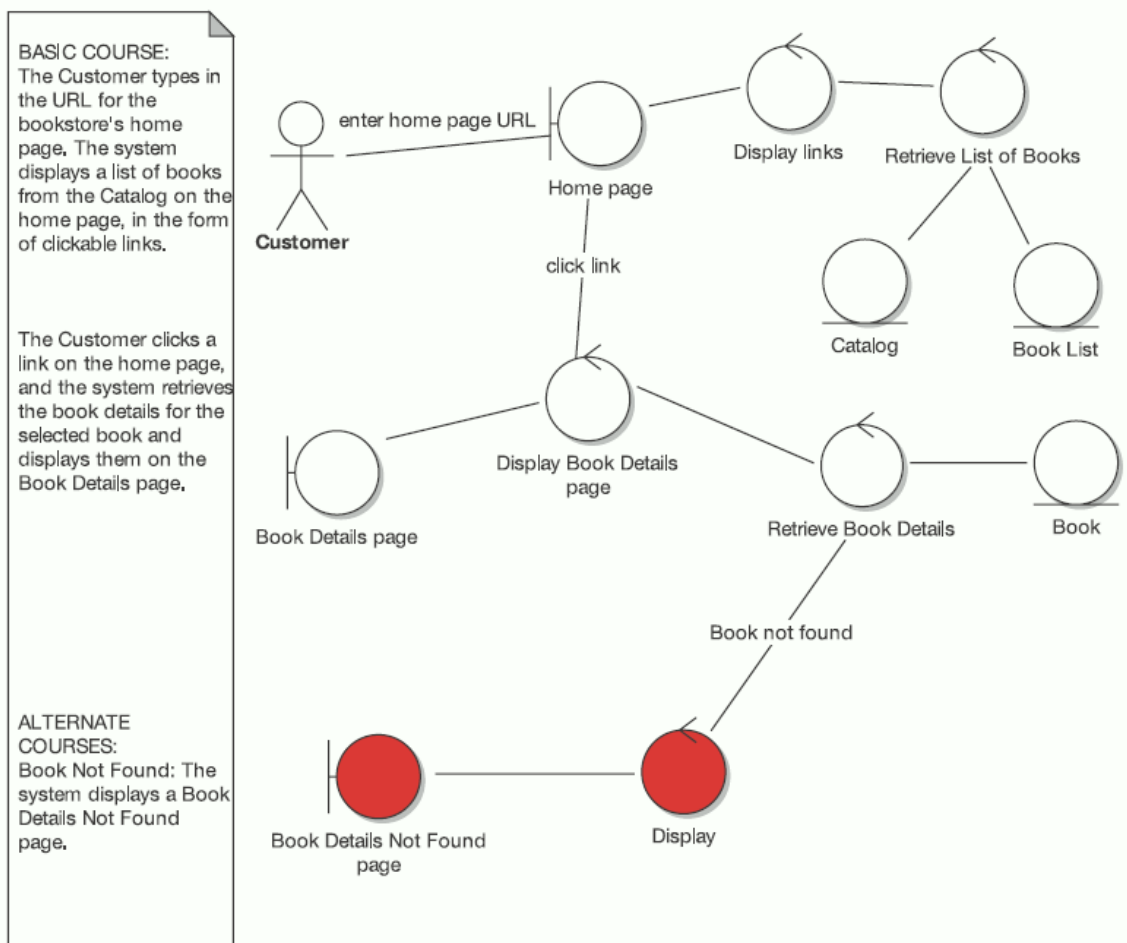 BASIC COURSE:
The Customer types in
the URL for the
bookstore's home
page. The system
displays a list of books
from the Catalog on the
home page, in the form
of clickable links.
The Customer clicks a
link on the home page,
and the system retrieves
the book details for the
selected book and
displays them on the
Book Details page.
ALTERNATE
COURSES:
Book Not Found: The
system displays a Book
Details Not Found
page.
enter home page URL
Customer
Home page
Display links
Retrieve List of Books
click link
Catalog
Book List
Display Book Details
page
Book Details page
Retrieve Book Details
Book
Book not found
Book Details Not Found
page
Display